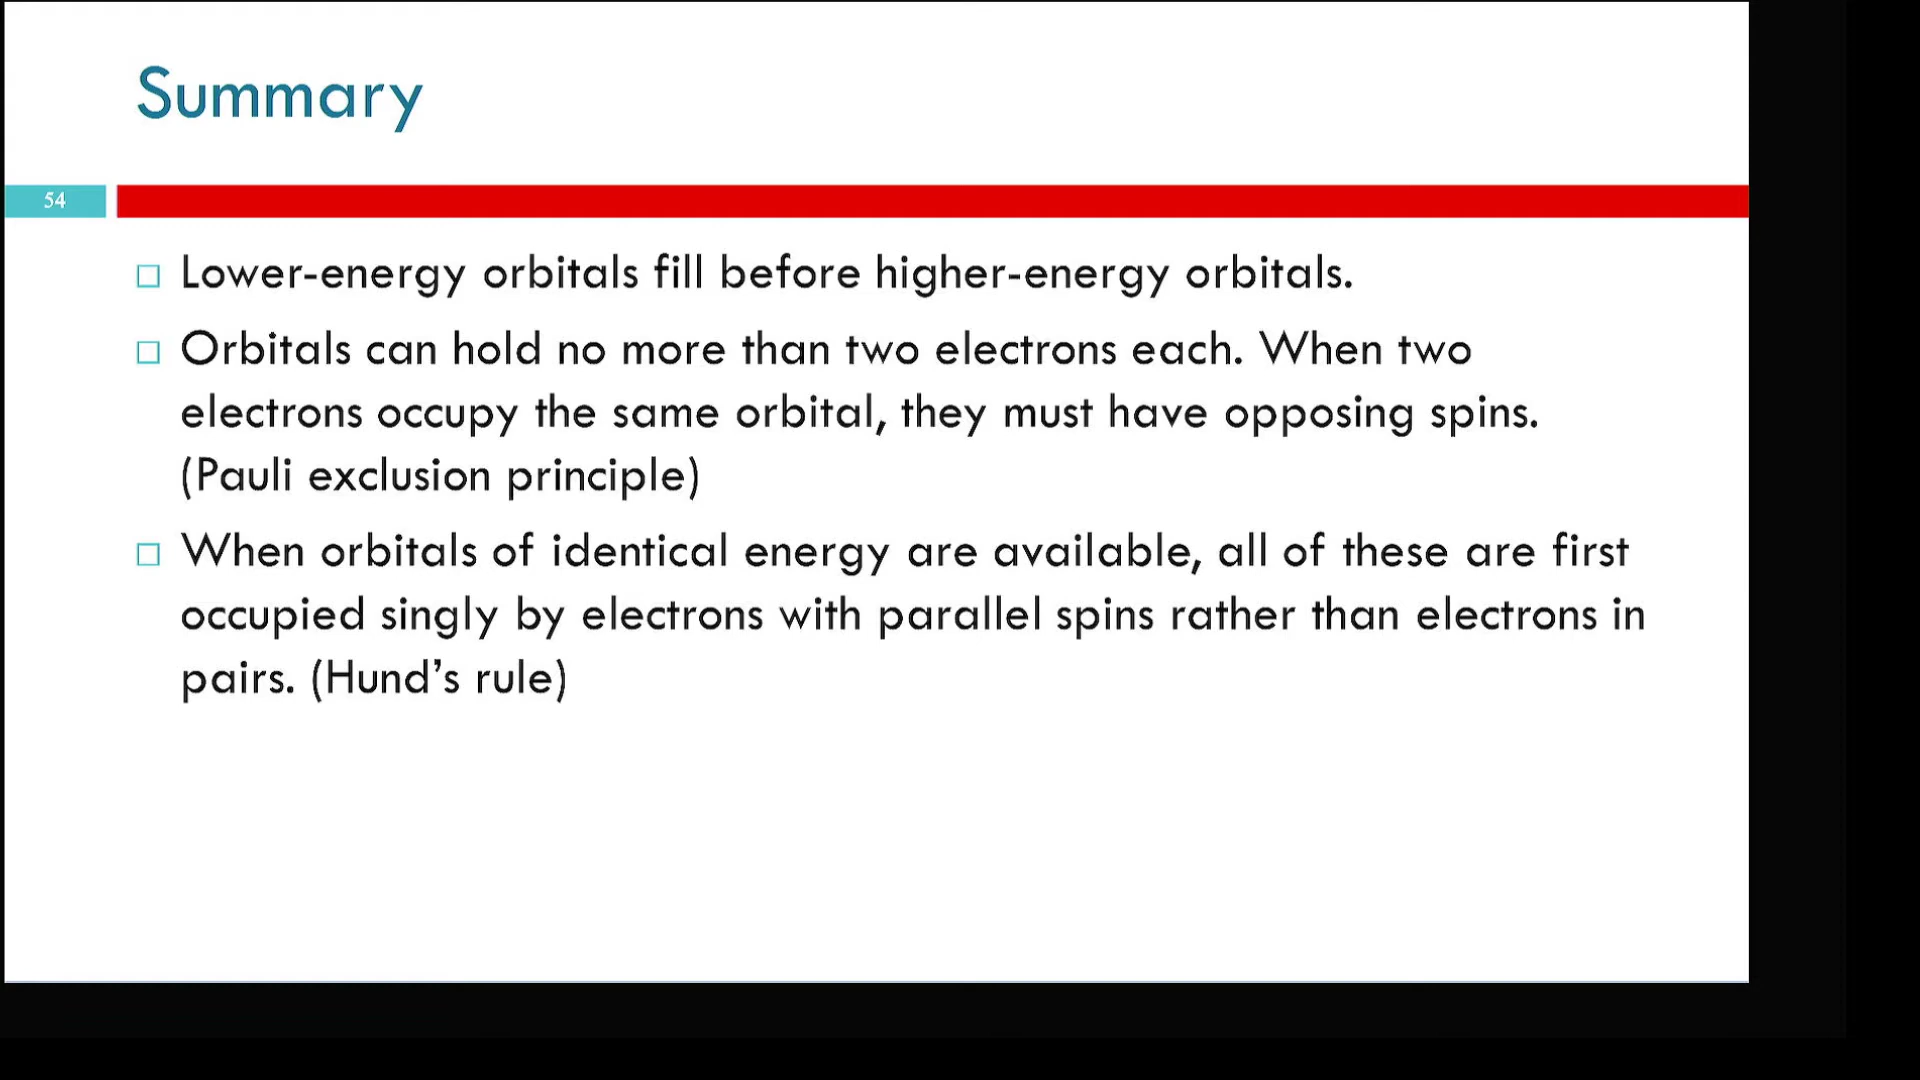 Summary
54
Lower-energy orbitals fill before higher-energy orbitals.
Orbitals can hold no more than two electrons each. When two
electrons occupy the same orbital, they must have opposing spins.
(Pauli exclusion principle)
When orbitals of identical energy are available, all of these are first
occupied singly by electrons with parallel spins rather than electrons in
pairs. (Hund’s rule)